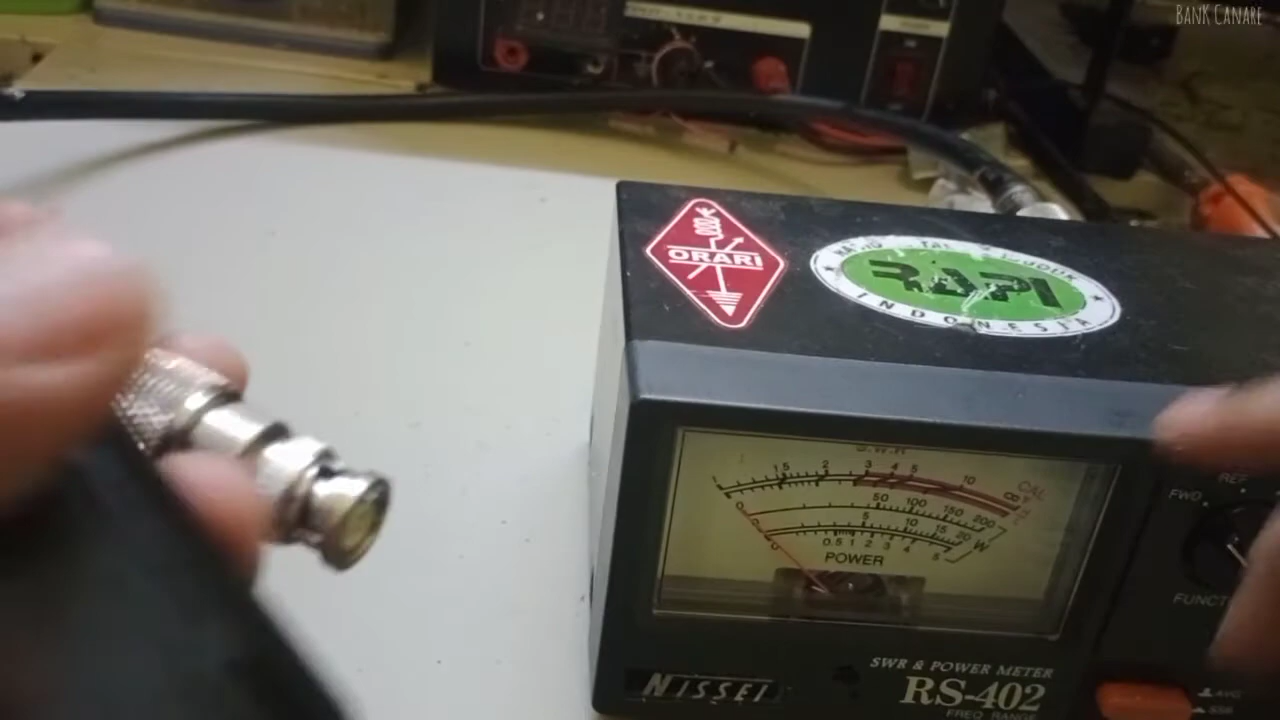 BANK CANARE
ORARI
RAPI
INDONESIA
S.W.R
1.5 2 3 4 5 10 ∞
CAL
50 100 150 200
5 10 15 20
0.5 1 2 3 4 5
W
POWER
REF
FWD
FUNCT
NISSEI
SWR & POWER METER
RS-402
FREQ RANGE
AVG
SSB